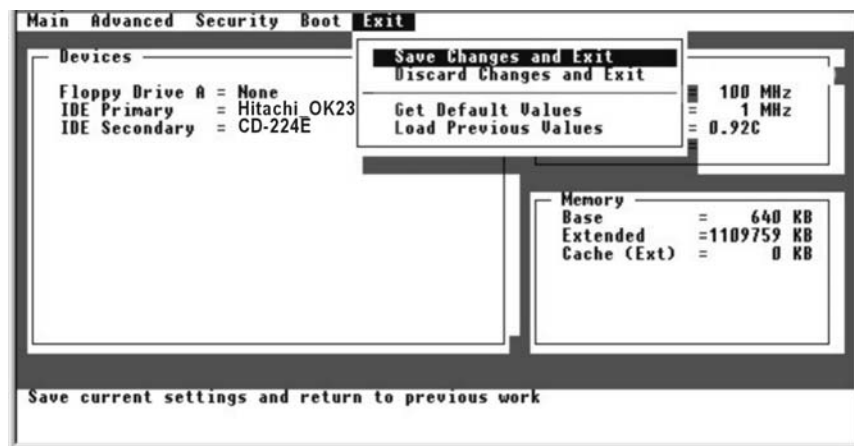 Main Advanced Security Boot Exit
Save Changes and Exit
Discard Changes and Exit
Get Default Values
Load Previous Values
Devices
Floppy Drive A = None
IDE Primary = Hitachi_OK23
IDE Secondary = CD-224E
= 100 MHz
= 1 MHz
= 0.92C
=
Memory
Base = 640 KB
Extended =1109759 KB
Cache (Ext) = 0 KB
Save current settings and return to previous work